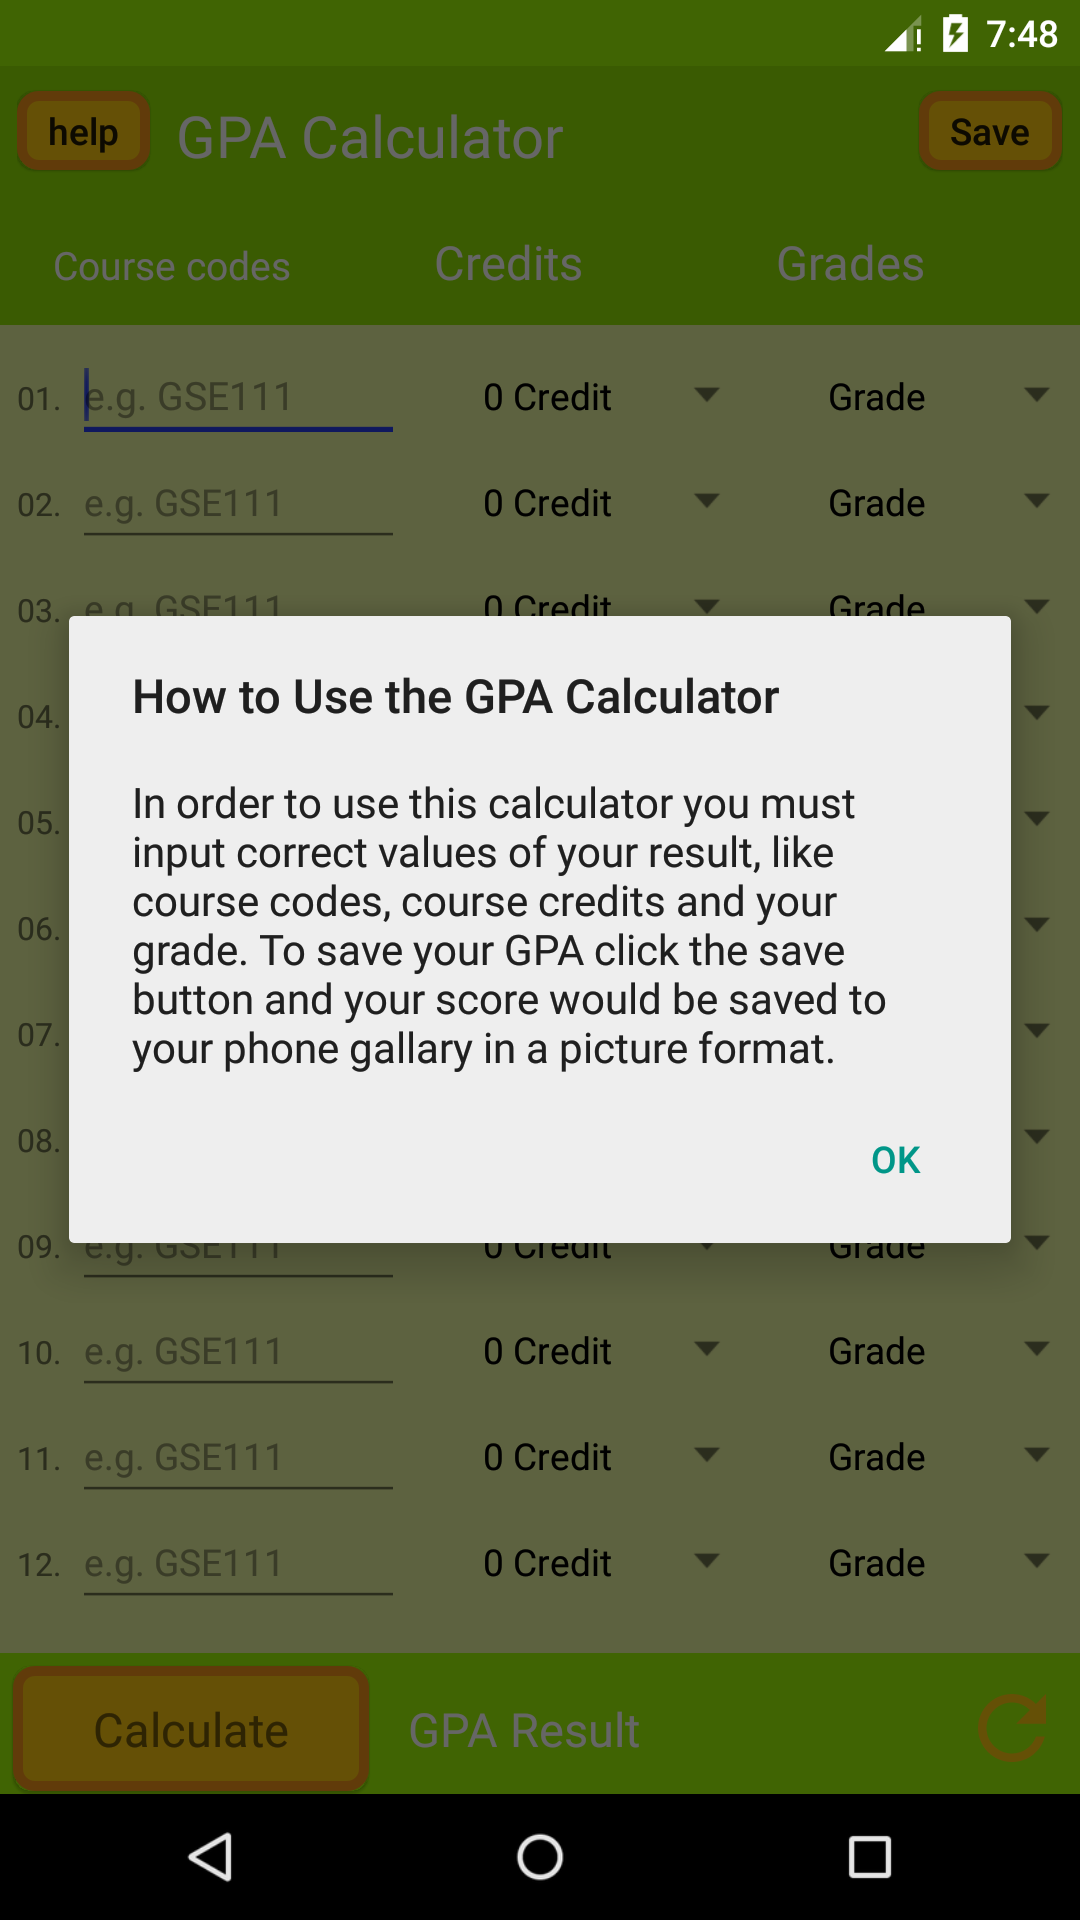 7:48
help GPA Calculator Save
Course codes Credits Grades
01. e.g. GSE111 0 Credit Grade
02. e.g. GSE111 0 Credit Grade
03. e.g. GSE111 0 Credit Grade
How to Use the GPA Calculator
04.
In order to use this calculator you must
05.
input correct values of your result, like
course codes, course credits and your
06.
grade. To save your GPA click the save
button and your score would be saved to
07.
your phone gallary in a picture format.
08.
OK
09. e.g. GSE111 0 Credit Grade
10. e.g. GSE111 0 Credit Grade
11. e.g. GSE111 0 Credit Grade
12. e.g. GSE111 0 Credit Grade
Calculate GPA Result